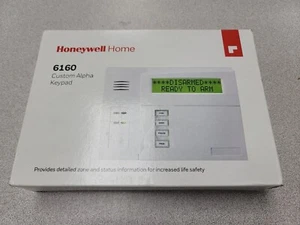 Honeywell Home
6160
Custom Alpha
Keypad
****DISARMED****
READY TO ARM
Provides detailed zone and status information for increased life safety